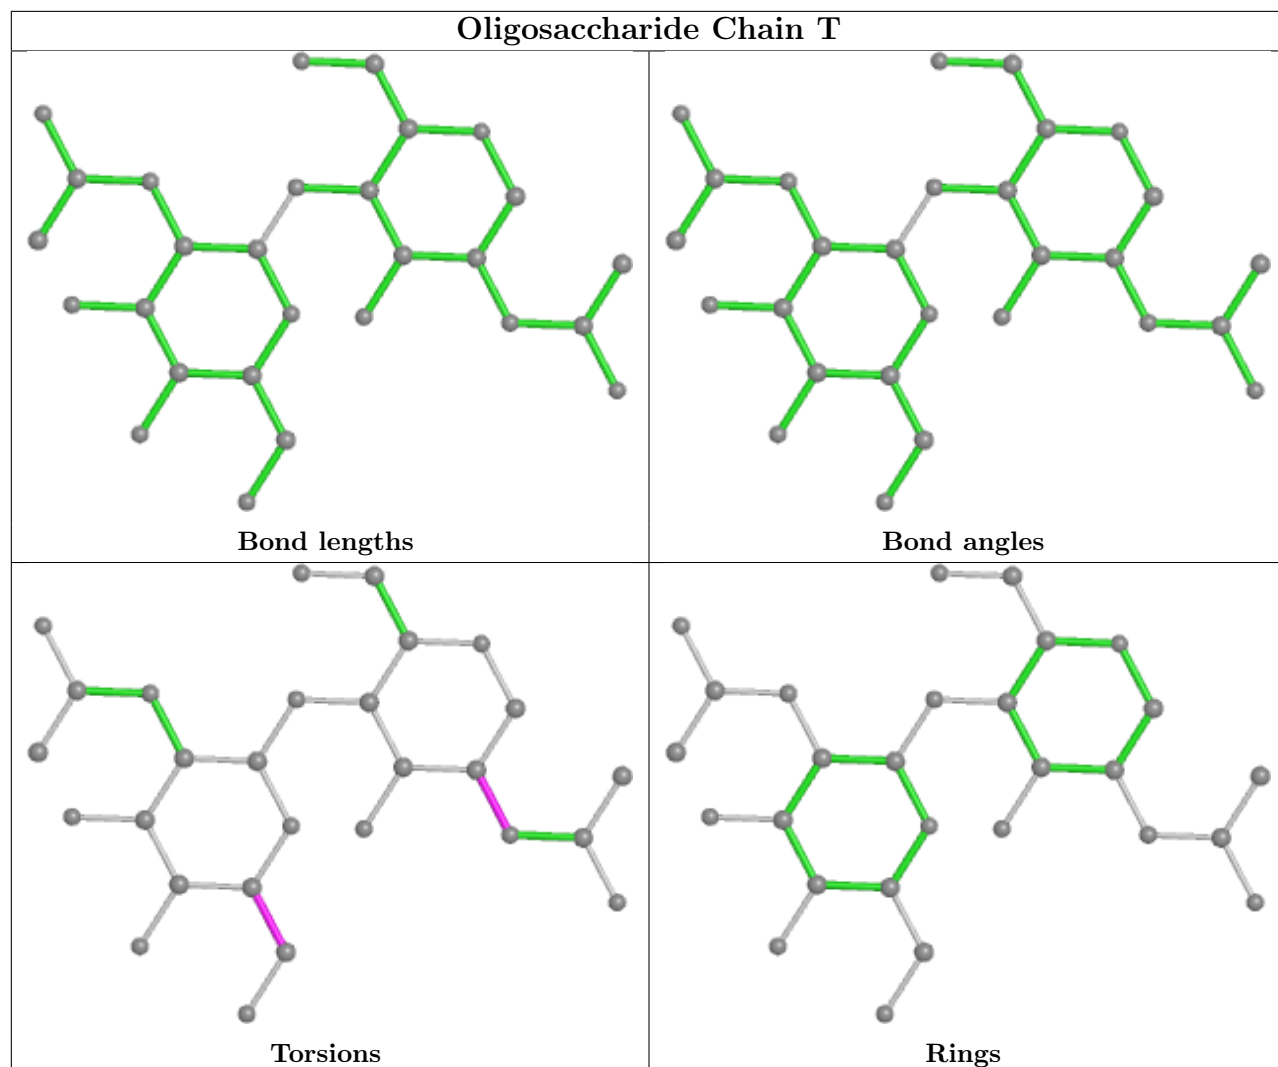 Oligosaccharide Chain T
Bond lengths
Bond angles
Torsions
Rings